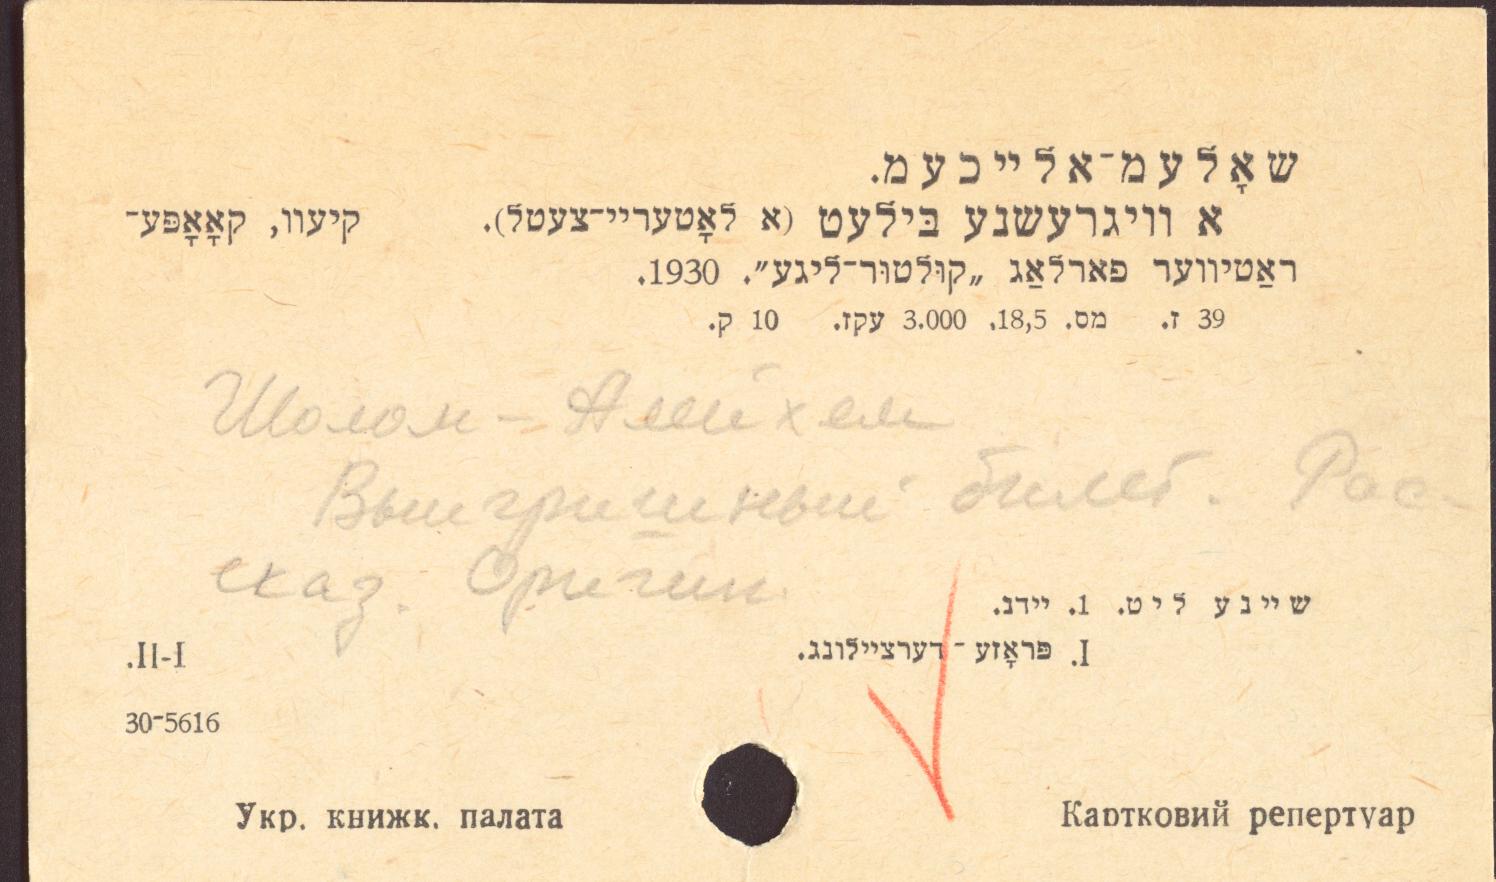 שאָלעמ־אלייכעמ.
א וויגרעשנע בילעט (א לאָטעריי־צעטל). קיעוו, קאָאָפּע־
ראַטיווער פארלאַג „קולטור־ליגע". 1930.
39 ז. מס. 18,5. 3.000 עקז. 10 ק.
Шолом-Алейхем
Выигришный билет. Рас-
сказ. Оригин.
שיינע ליט. 1. יידנ.
I. פּראָזע־דערציילונג.
I-II.
30-5616
Укр. книжк. палата
Картковий репертуар